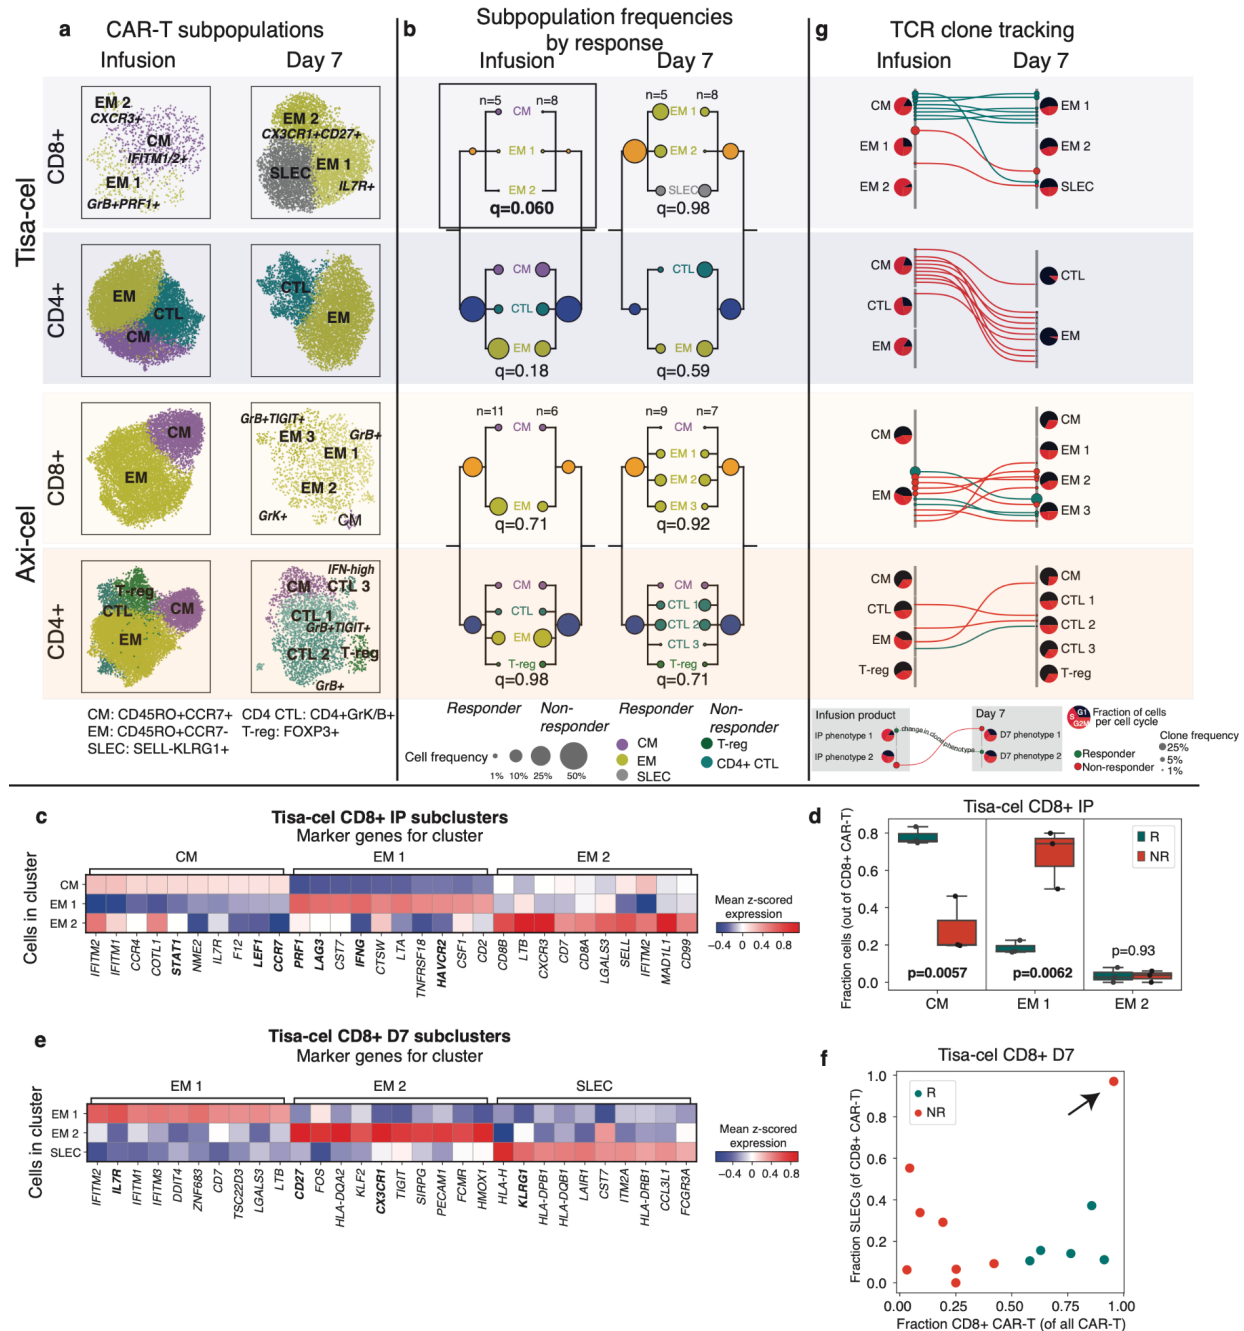 a CAR-T subpopulations
Infusion Day 7
b Subpopulation frequencies
by response
Infusion Day 7
g TCR clone tracking
Infusion Day 7
Tisa-cel
CD8+
EM 2
CXCR3+
CM
IFITM1/2+
EM 1
GrB+PRF1+
EM 2
CX3CR1+CD27+
EM 1
SLEC
IL7R+
n=5 n=8
CM
EM 1
EM 2
q=0.060
n=5 n=8
EM 1
EM 2
SLEC
q=0.98
CM
EM 1
EM 2
EM 1
EM 2
SLEC
CD4+
EM
CTL
CM
CTL
EM
CM
CTL
EM
q=0.18
CTL
EM
q=0.59
CM
CTL
EM
CTL
EM
Axi-cel
CD8+
CM
EM
GrB+TIGIT+
EM 3
GrB+
EM 1
EM 2
GrK+
CM
n=11 n=6
CM
EM
q=0.71
n=9 n=7
CM
EM 1
EM 2
EM 3
q=0.92
CM
EM
CM
EM 1
EM 2
EM 3
CD4+
T-reg
CTL
CM
EM
IFN-high
CM CTL 3
CTL 1
GrB+TIGIT+
CTL 2 T-reg
GrB+
CM
CTL
EM
T-reg
q=0.98
CM
CTL 1
CTL 2
CTL 3
T-reg
q=0.71
CM
CTL
EM
T-reg
CM
CTL 1
CTL 2
CTL 3
T-reg
CM: CD45RO+CCR7+ CD4 CTL: CD4+GrK/B+
EM: CD45RO+CCR7- T-reg: FOXP3+
SLEC: SELL-KLRG1+
Responder Non-
responder
Responder Non-
responder
Cell frequency
1% 10% 25% 50%
CM
EM
SLEC
T-reg
CD4+ CTL
Infusion product
IP phenotype 1
IP phenotype 2
change in clone phenotype
Day 7
D7 phenotype 1
D7 phenotype 2
S G1
G2M
Fraction of cells
per cell cycle
Clone frequency
25%
5%
1%
Responder
Non-responder
c Tisa-cel CD8+ IP subclusters
Marker genes for cluster
CM EM 1 EM 2
Cells in cluster
CM
EM 1
EM 2
IFITM2 IFITM1 CCR4 COTL1 STAT1 NME2 IL7R F12 LEF1 CCR7 PRF1 LAG3 CST7 IFNG CTSW LTA TNFRSF18 HAVCR2 CSF1 CD2 CD8B LTB CXCR3 CD7 CD8A LGALS3 SELL IFITM2 MAD1L1 CD99
Mean z-scored
expression
−0.4 0.4 0.8
d Tisa-cel CD8+ IP
Fraction cells (out of CD8+ CAR-T)
0.8
0.6
0.4
0.2
0.0
R
NR
p=0.0057 p=0.0062 p=0.93
CM EM 1 EM 2
e Tisa-cel CD8+ D7 subclusters
Marker genes for cluster
EM 1 EM 2 SLEC
Cells in cluster
EM 1
EM 2
SLEC
IFITM2 IL7R IFITM1 IFITM3 DDIT4 ZNF683 CD7 TSC22D3 LGALS3 LTB CD27 FOS HLA-DQA2 KLF2 CX3CR1 TIGIT SIRPG PECAM1 FCMR HMOX1 HLA-H KLRG1 HLA-DPB1 HLA-DQB1 LAIR1 CST7 ITM2A HLA-DRB1 CCL3L1 FCGR3A
Mean z-scored
expression
−0.4 0.4 0.8
f Tisa-cel CD8+ D7
Fraction SLECs (of CD8+ CAR-T)
1.0
0.8
0.6
0.4
0.2
0.0
R
NR
0.00 0.25 0.50 0.75 1.00
Fraction CD8+ CAR-T (of all CAR-T)